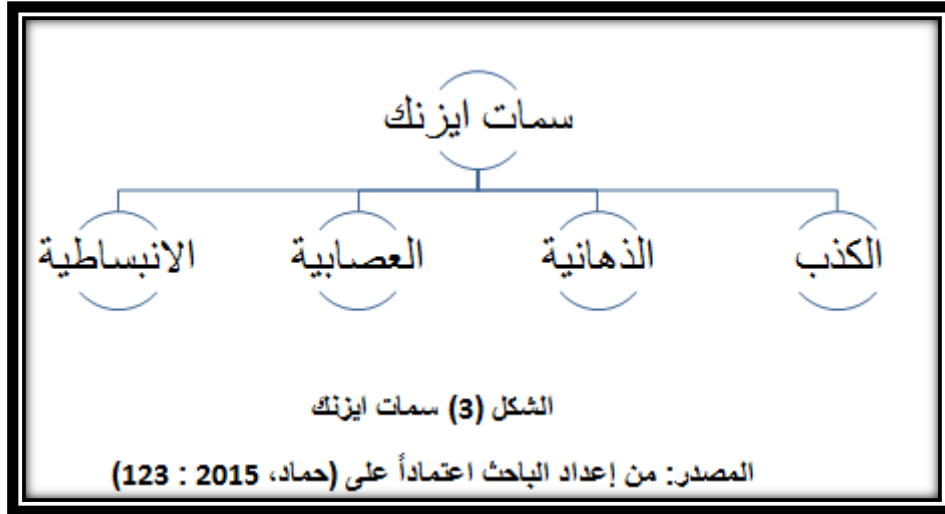 سمات ايزنك
الكذب
الذهانية
العصابية
الانبساطية
الشكل (3) سمات ايزنك
المصدر: من إعداد الباحث اعتماداً على (حماد، 2015 : 123)